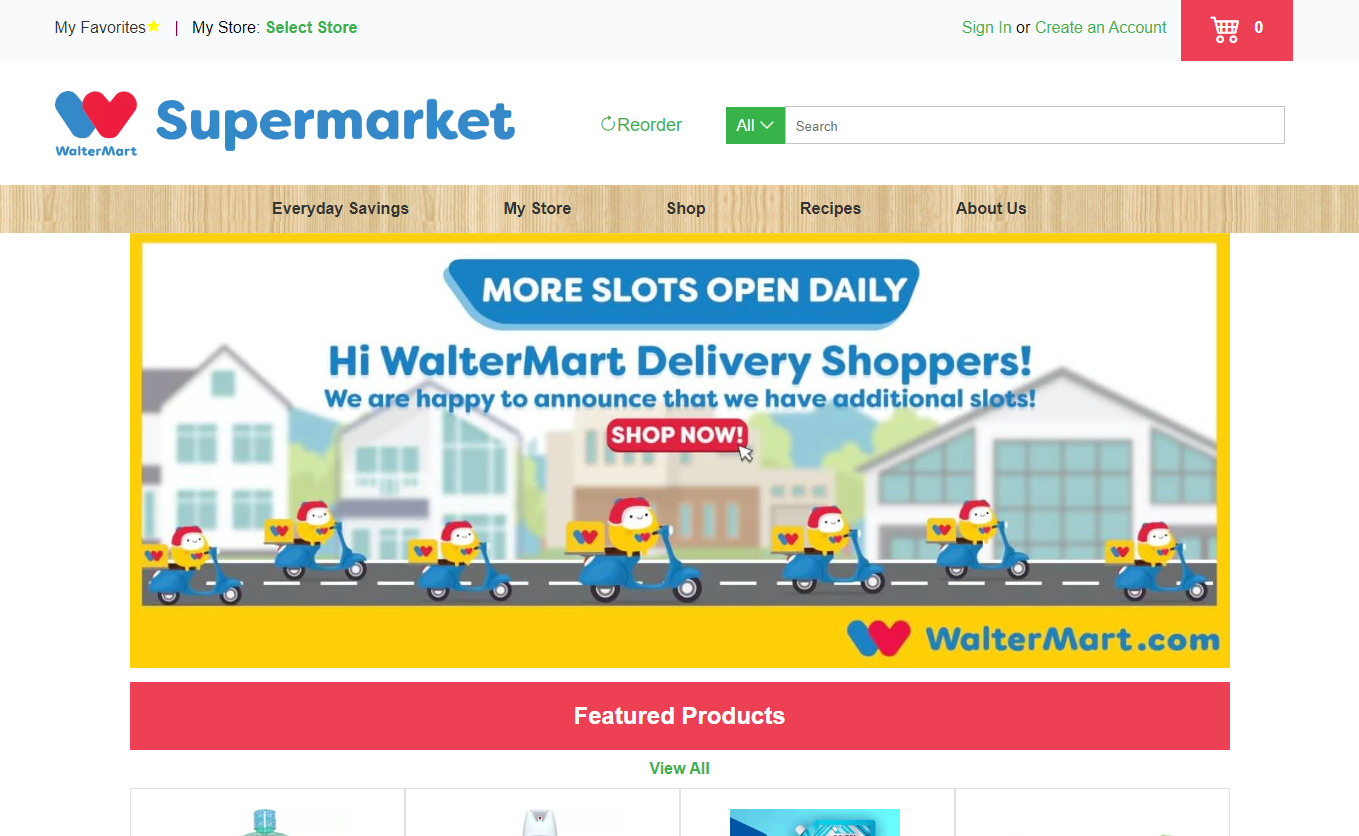 My Favorites | My Store: Select Store
Sign In or Create an Account
0
WalterMart
Supermarket
Reorder
All
Search
Everyday Savings
My Store
Shop
Recipes
About Us
MORE SLOTS OPEN DAILY
Hi WalterMart Delivery Shoppers!
We are happy to announce that we have additional slots!
SHOP NOW!
WalterMart.com
Featured Products
View All